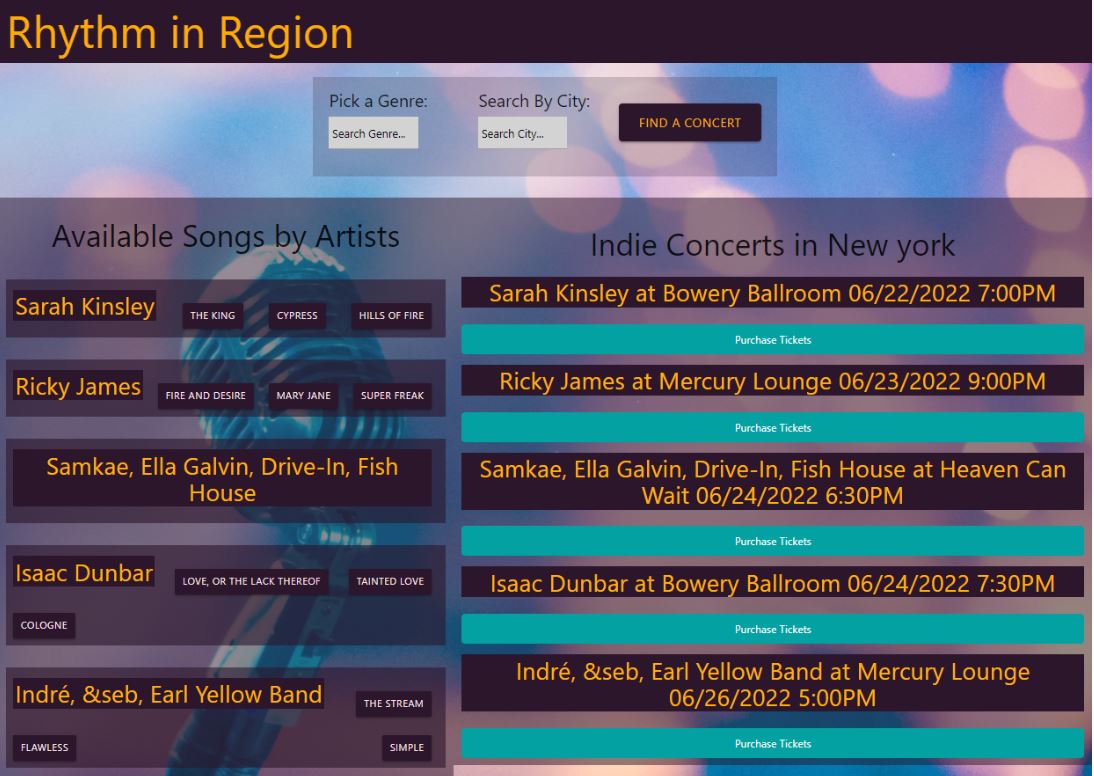 Rhythm in Region
Pick a Genre:
Search Genre...
Search By City:
Search City...
FIND A CONCERT
Available Songs by Artists
Sarah Kinsley
THE KING
CYPRESS
HILLS OF FIRE
Ricky James
FIRE AND DESIRE
MARY JANE
SUPER FREAK
Samkae, Ella Galvin, Drive-In, Fish
House
Isaac Dunbar
LOVE, OR THE LACK THEREOF
TAINTED LOVE
COLOGNE
Indré, &seb, Earl Yellow Band
THE STREAM
FLAWLESS
SIMPLE
Indie Concerts in New york
Sarah Kinsley at Bowery Ballroom 06/22/2022 7:00PM
Purchase Tickets
Ricky James at Mercury Lounge 06/23/2022 9:00PM
Purchase Tickets
Samkae, Ella Galvin, Drive-In, Fish House at Heaven Can
Wait 06/24/2022 6:30PM
Purchase Tickets
Isaac Dunbar at Bowery Ballroom 06/24/2022 7:30PM
Purchase Tickets
Indré, &seb, Earl Yellow Band at Mercury Lounge
06/26/2022 5:00PM
Purchase Tickets